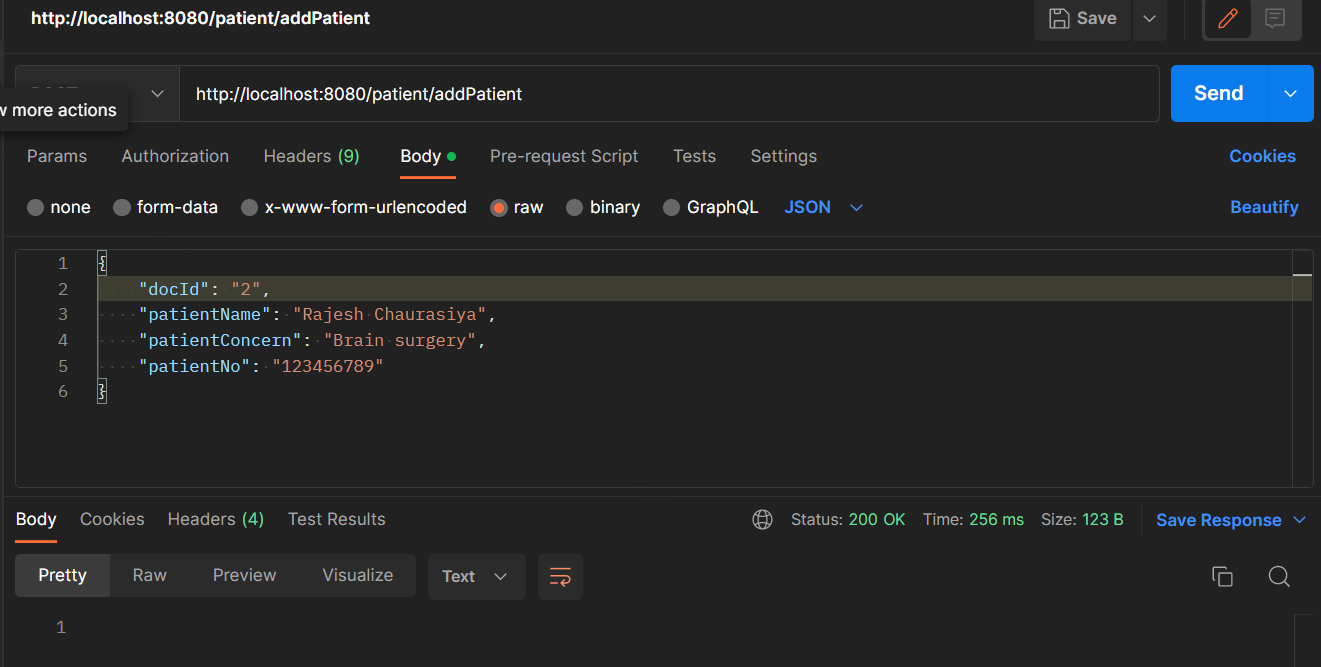 http://localhost:8080/patient/addPatient
Save
http://localhost:8080/patient/addPatient
Send
more actions
Params Authorization Headers (9) Body Pre-request Script Tests Settings Cookies
none form-data x-www-form-urlencoded raw binary GraphQL JSON Beautify
1 {
2 "docId": "2",
3 "patientName": "Rajesh Chaurasiya",
4 "patientConcern": "Brain surgery",
5 "patientNo": "123456789"
6 }
Body Cookies Headers (4) Test Results Status: 200 OK Time: 256 ms Size: 123 B Save Response
Pretty Raw Preview Visualize Text
1